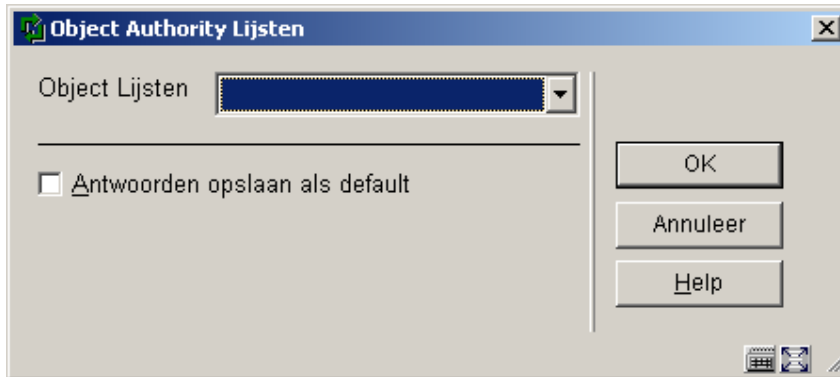 Object Authority Lijsten
Object Lijsten
Antwoorden opslaan als default
OK
Annuleer
Help